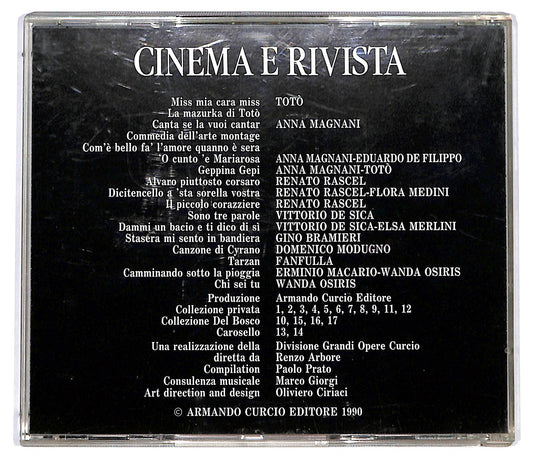 CINEMA E RIVISTA
Miss mia cara miss TOTÒ
La mazurka di Totò
Canta se la vuoi cantar ANNA MAGNANI
Commedia dell'arte montage
Com'è bello fa' l'amore quanno è sera
'O cunto 'e Mariarosa ANNA MAGNANI-EDUARDO DE FILIPPO
Geppina Gepi ANNA MAGNANI-TOTÒ
Alvaro piuttosto corsaro RENATO RASCEL
Dicitencello a 'sta sorella vostra RENATO RASCEL-FLORA MEDINI
Il piccolo corazziere RENATO RASCEL
Sono tre parole VITTORIO DE SICA
Dammi un bacio e ti dico di sì VITTORIO DE SICA-ELSA MERLINI
Stasera mi sento in bandiera GINO BRAMIERI
Canzone di Cyrano DOMENICO MODUGNO
Tarzan FANFULLA
Camminando sotto la pioggia ERMINIO MACARIO-WANDA OSIRIS
Chi sei tu WANDA OSIRIS
Produzione Armando Curcio Editore
Collezione privata 1, 2, 3, 4, 5, 6, 7, 8, 9, 11, 12
Collezione Del Bosco 10, 15, 16, 17
Carosello 13, 14
Una realizzazione della Divisione Grandi Opere Curcio
diretta da Renzo Arbore
Compilation Paolo Prato
Consulenza musicale Marco Giorgi
Art direction and design Oliviero Ciriaci
© ARMANDO CURCIO EDITORE 1990